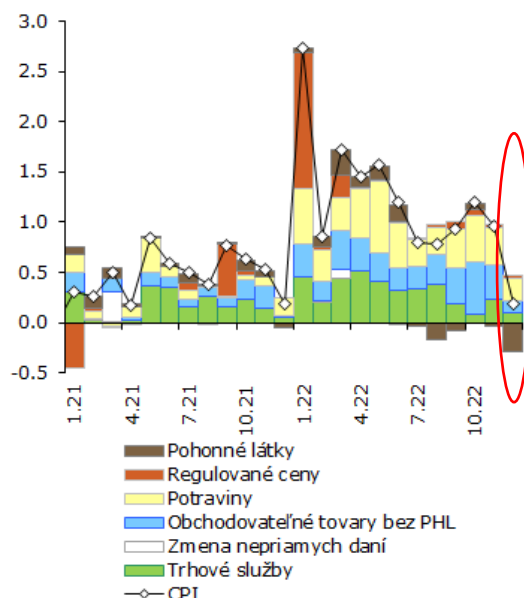 3.0
2.5
2.0
1.5
1.0
0.5
0.0
-0.5
1.21
4.21
7.21
10.21
1.22
4.22
7.22
10.22
Pohonné látky
Regulované ceny
Potraviny
Obchodovateľné tovary bez PHL
Zmena nepriamych daní
Trhové služby
CPI